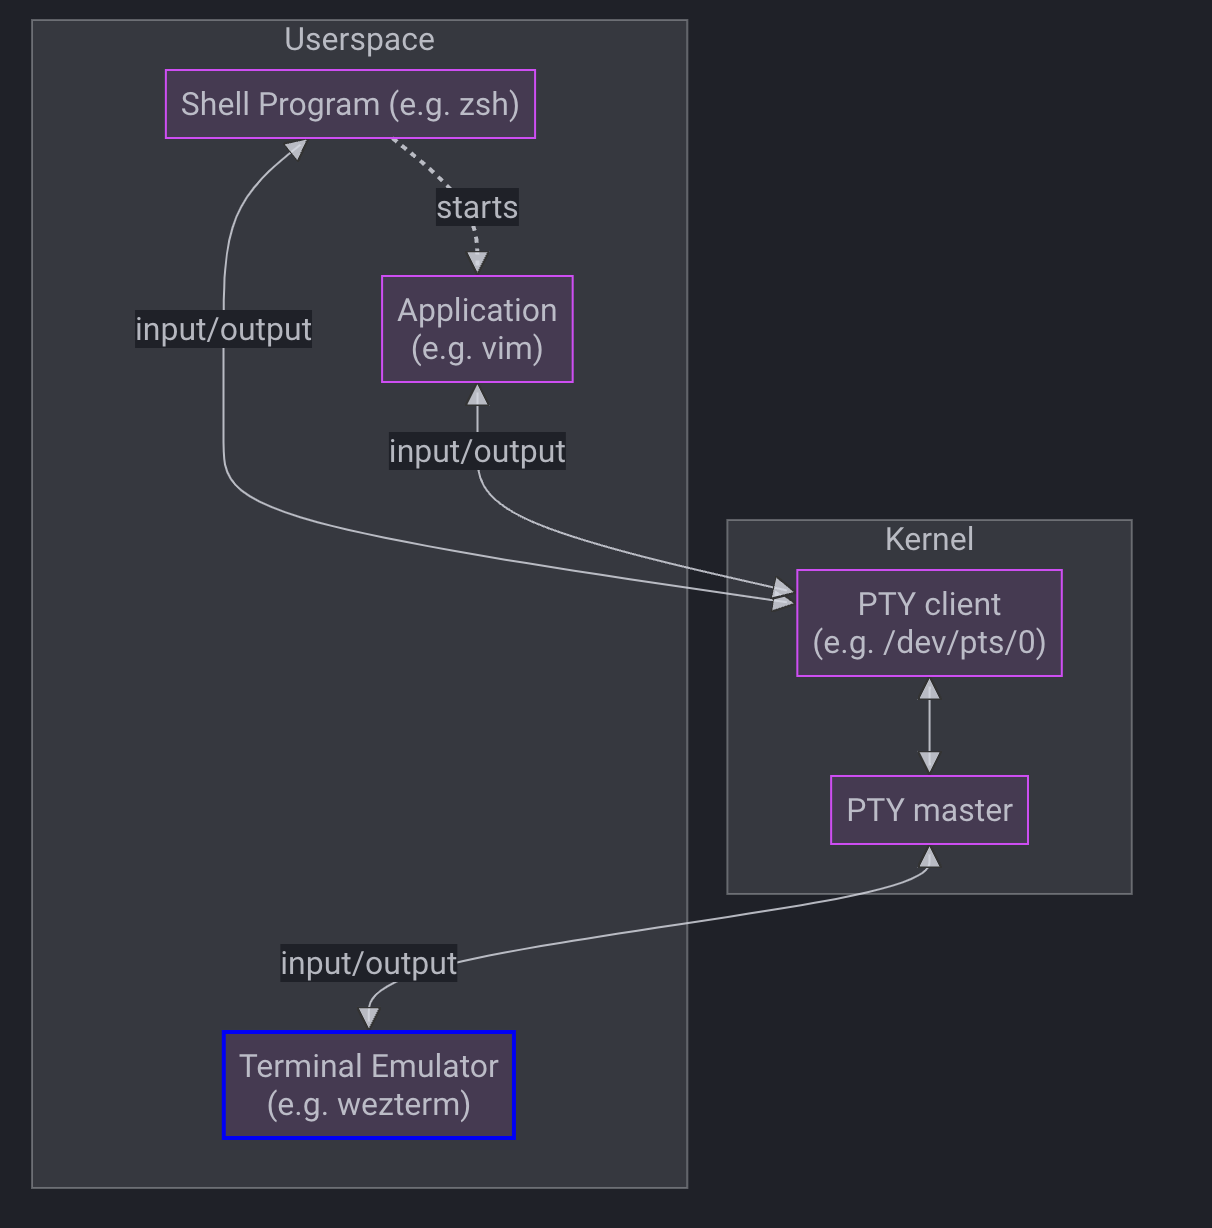 Userspace
Shell Program (e.g. zsh)
starts
Application
(e.g. vim)
input/output
input/output
Kernel
PTY client
(e.g. /dev/pts/0)
PTY master
input/output
Terminal Emulator
(e.g. wezterm)